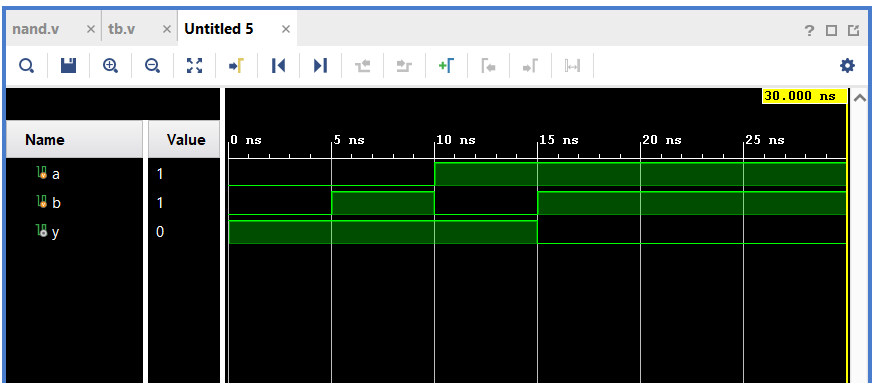 nand.v × tb.v × Untitled 5 ×
?
30.000 ns
Name Value 0 ns 5 ns 10 ns 15 ns 20 ns 25 ns
a 1
b 1
y 0